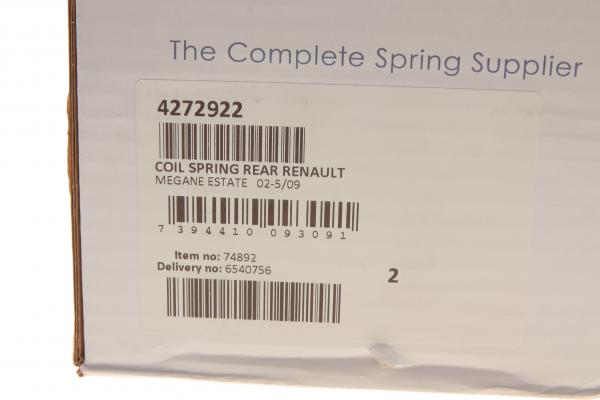 The Complete Spring Supplier
4272922
COIL SPRING REAR RENAULT
MEGANE ESTATE 02-5/09
7 394410 093091
Item no: 74892
Delivery no: 6540756
2